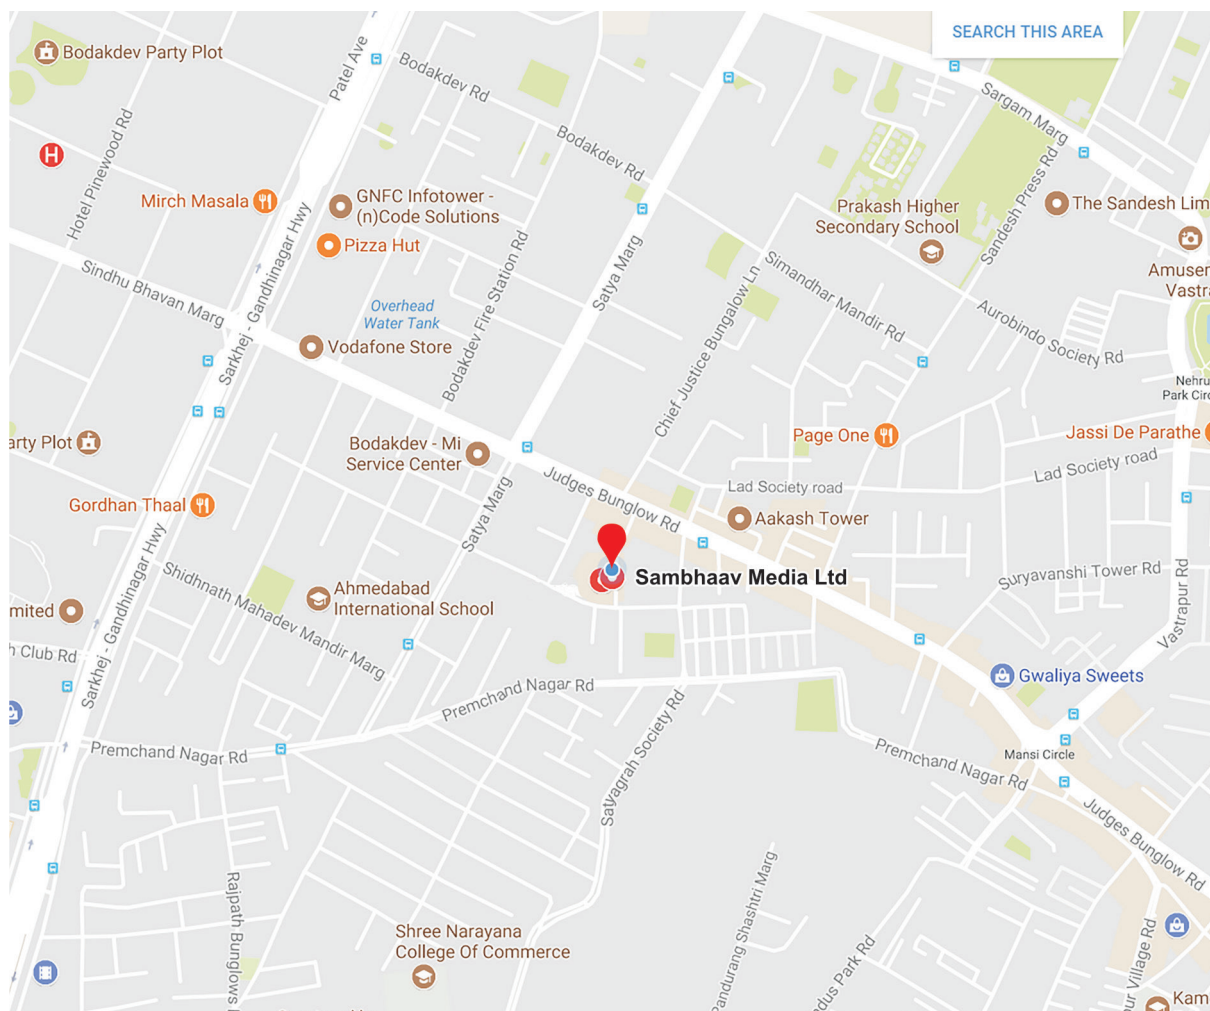 SEARCH THIS AREA
Bodakdev Party Plot
Patel Ave
Bodakdev Rd
Sargam Marg
Bodakdev Rd
Hotel Pinewood Rd
Mirch Masala
GNFC Infotower -
(n)Code Solutions
Pizza Hut
Prakash Higher
Secondary School
Sandesh Press Rd
The Sandesh Lim
Amuser
Vastra
Sindhu Bhavan Marg
Sarkhej - Gandhinagar Hwy
Overhead
Water Tank
Bodakdev Fire Station Rd
Satya Marg
Simandhar Mandir Rd
Chief Justice Bungalow Ln
Aurobindo Society Rd
Vodafone Store
Nehru
Park Circ
arty Plot
Bodakdev - Mi
Service Center
Page One
Jassi De Parathe
Lad Society road
Judges Bunglow Rd
Lad Society road
Gordhan Thaal
Satya Marg
Aakash Tower
Sarkhej - Gandhinagar Hwy
Shidhnath Mahadev Mandir Marg
Ahmedabad
International School
Sambhaav Media Ltd
Suryavanshi Tower Rd
Vastrapur Rd
mited
h Club Rd
Gwaliya Sweets
Premchand Nagar Rd
Premchand Nagar Rd
Satyagrah Society Rd
Premchand Nagar Rd
Mansi Circle
Judges Bunglow Rd
Rajpath Bunglows
Shree Narayana
College Of Commerce
Pandurang Shashtri Marg
dus Park Rd
ur Village Rd
Kam